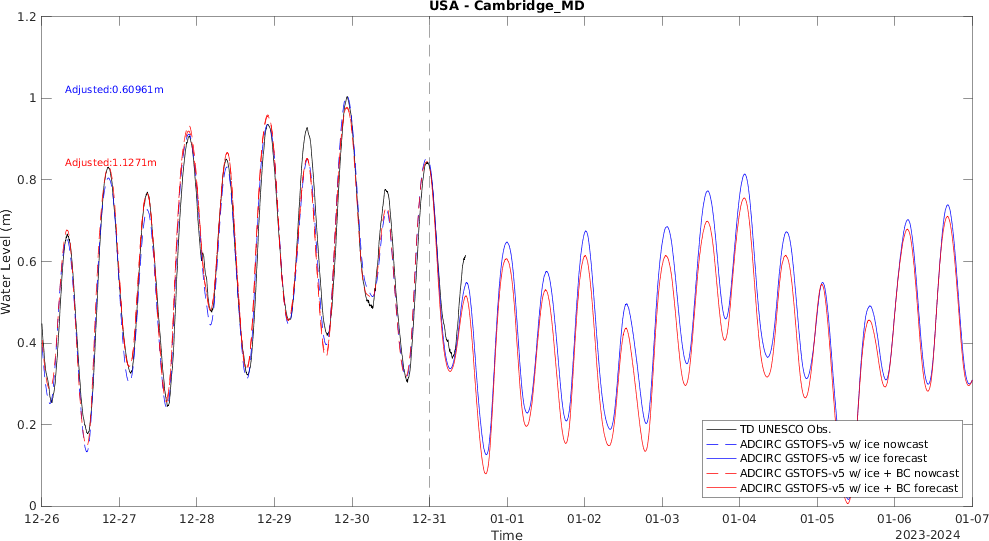 USA - Cambridge_MD
1.2
1
0.8
0.6
0.4
0.2
0
Water Level (m)
Adjusted:0.60961m
Adjusted:1.1271m
TD UNESCO Obs.
ADCIRC GSTOFS-v5 w/ ice nowcast
ADCIRC GSTOFS-v5 w/ ice forecast
ADCIRC GSTOFS-v5 w/ ice + BC nowcast
ADCIRC GSTOFS-v5 w/ ice + BC forecast
12-26 12-27 12-28 12-29 12-30 12-31 01-01 01-02 01-03 01-04 01-05 01-06 01-07
Time
2023-2024